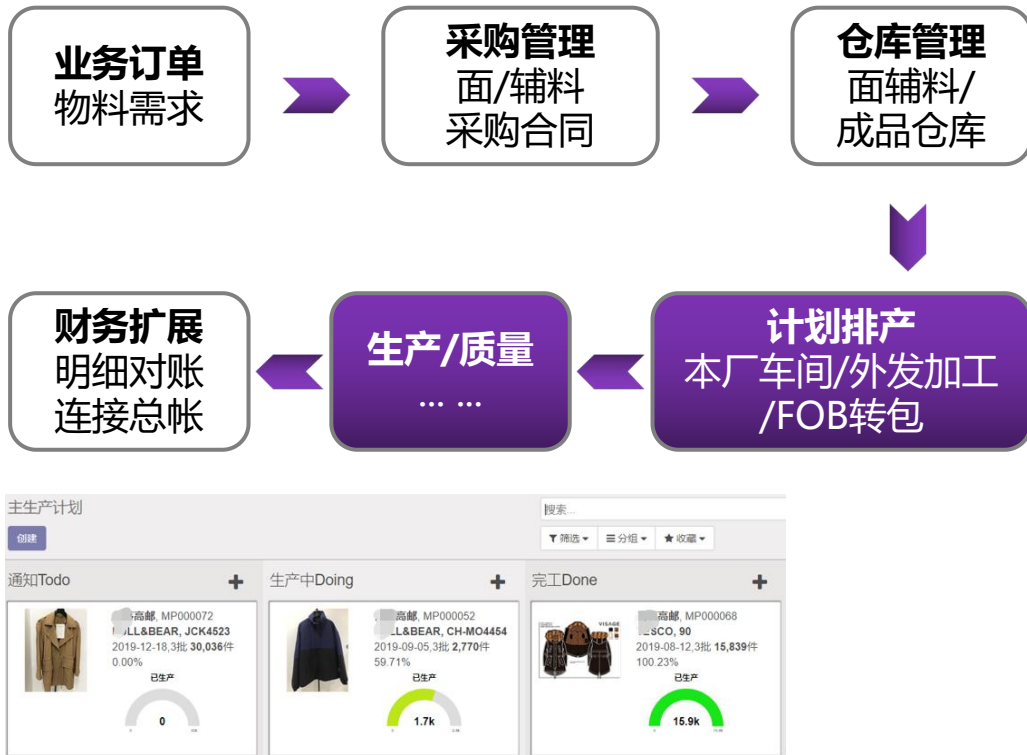 业务订单
物料需求
采购管理
面/辅料
采购合同
仓库管理
面辅料/
成品仓库
财务扩展
明细对账
连接总帐
生产/质量
... ...
计划排产
本厂车间/外发加工
/FOB转包
主生产计划
搜索...
创建
筛选
分组
收藏
通知Todo
生产中Doing
完工Done
高邮, MP000072
LL&BEAR, JCK4523
2019-12-18,3批 30,036件
0.00%
已生产
0
高邮, MP000052
LL&BEAR, CH-MO4454
2019-09-05,3批 2,770件
59.71%
已生产
1.7k
VISAGE
高邮, MP000068
SCO, 90
2019-08-12,3批 15,839件
100.23%
已生产
15.9k